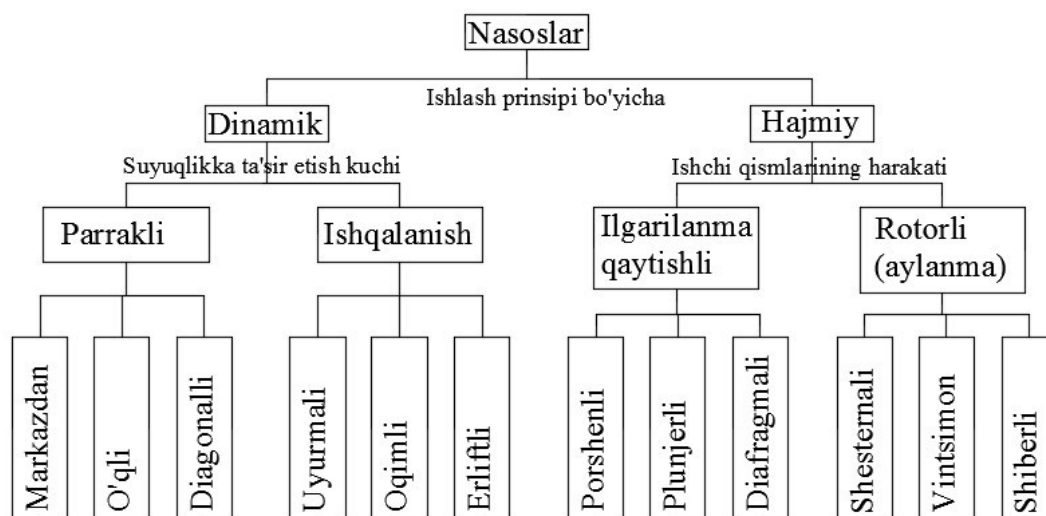 Nasoslar
Ishlash prinsipi bo'yicha
Dinamik
Hajmiy
Suyuqlikka ta'sir etish kuchi
Ishchi qismlarining harakati
Parrakli
Ishqalanish
Ilgarilanma
qaytishli
Rotorli
(aylanma)
Markazdan
O'qli
Diagonalli
Uyurmali
Oqimli
Erliftli
Porshenli
Plunjerli
Diafragmali
Shesternali
Vintsimon
Shiberli